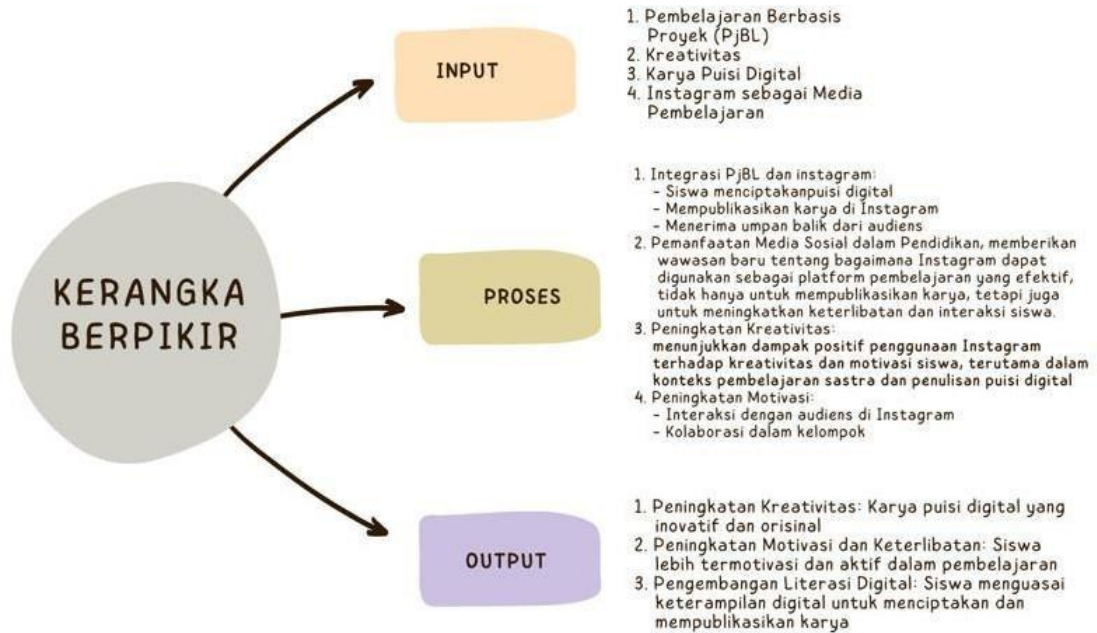 KERANGKA
BERPIKIR
INPUT
1. Pembelajaran Berbasis
Proyek (PjBL)
2. Kreativitas
3. Karya Puisi Digital
4. Instagram sebagai Media
Pembelajaran
PROSES
1. Integrasi PjBL dan instagram:
- Siswa menciptakanpuisi digital
- Mempublikasikan karya di Instagram
- Menerima umpan balik dari audiens
2. Pemanfaatan Media Sosial dalam Pendidikan, memberikan
wawasan baru tentang bagaimana Instagram dapat
digunakan sebagai platform pembelajaran yang efektif,
tidak hanya untuk mempublikasikan karya, tetapi juga
untuk meningkatkan keterlibatan dan interaksi siswa.
3. Peningkatan Kreativitas:
menunjukkan dampak positif penggunaan Instagram
terhadap kreativitas dan motivasi siswa, terutama dalam
konteks pembelajaran sastra dan penulisan puisi digital
4. Peningkatan Motivasi:
- Interaksi dengan audiens di Instagram
- Kolaborasi dalam kelompok
OUTPUT
1. Peningkatan Kreativitas: Karya puisi digital yang
inovatif dan orisinal
2. Peningkatan Motivasi dan Keterlibatan: Siswa
lebih termotivasi dan aktif dalam pembelajaran
3. Pengembangan Literasi Digital: Siswa menguasai
keterampilan digital untuk menciptakan dan
mempublikasikan karya